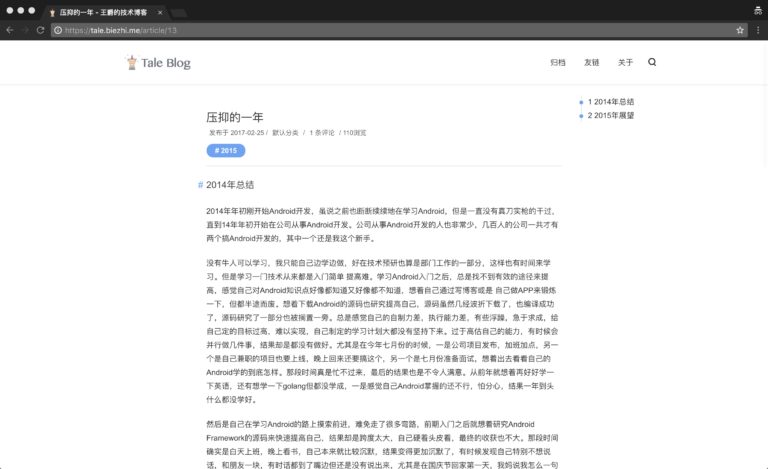 压抑的一年 - 王爵的技术博客
https://tale.biezhi.me/article/13
Tale Blog
归档 友链 关于
压抑的一年
发布于 2017-02-25 / 默认分类 / 1 条评论 / 110浏览
# 2015
1 2014年总结
2 2015年展望
# 2014年总结
2014年年初刚开始Android开发，虽说之前也断断续续地在学习Android，但是一直没有真刀实枪的干过，
直到14年年初开始在公司从事Android开发。公司从事Android开发的人也非常少，几百人的公司一共才有
两个搞Android开发的，其中一个还是我这个新手。
没有牛人可以学习，我只能自己边学边做，好在技术预研也算是部门工作的一部分，这样也有时间来学
习。但是学习一门技术从来都是入门简单 提高难。学习Android入门之后，总是找不到有效的途径来提
高，感觉自己对Android知识点好像都知道又好像都不知道，想着自己通过写博客或是 自己做APP来锻炼
一下，但都半途而废。想着下载Android的源码也研究提高自己，源码虽然几经波折下载了，也编译成功
了，源码研究了一部分也被搁置一旁。总是感觉自己的自制力差，执行能力差，有些浮躁，急于求成，给
自己定的目标过高，难以实现，自己制定的学习计划大都没有坚持下来。过于高估自己的能力，有时候会
并行做几件事，结果却是都没有做好。尤其是在今年七月份的时候，一是公司项目发布，加班加点，另一
个是自己兼职的项目也要上线，晚上回来还要搞这个，另一个是七月份准备面试，想着出去看看自己的
Android学的到底怎样。那段时间真是忙不过来，最后的结果也是不令人满意。从前年就想着再好好学一
下英语，还有想学一下golang但都没学成，一是感觉自己Android掌握的还不行，怕分心，结果一年到头
什么都没学好。
然后是自己在学习Android的路上摸索前进，难免走了很多弯路，前期入门之后就想着研究Android
Framework的源码来快速提高自己，结果却是跨度太大，自己硬着头皮看，最终的收获也不大。那段时间
确实是白天上班，晚上看书，自己本来就比较沉默，结果变得更加沉默了，有时候发现自己特别不想说
话，和朋友一块，有时话都到了嘴边但还是没有说出来，尤其是在国庆节回家第一天，我妈说我怎么一句